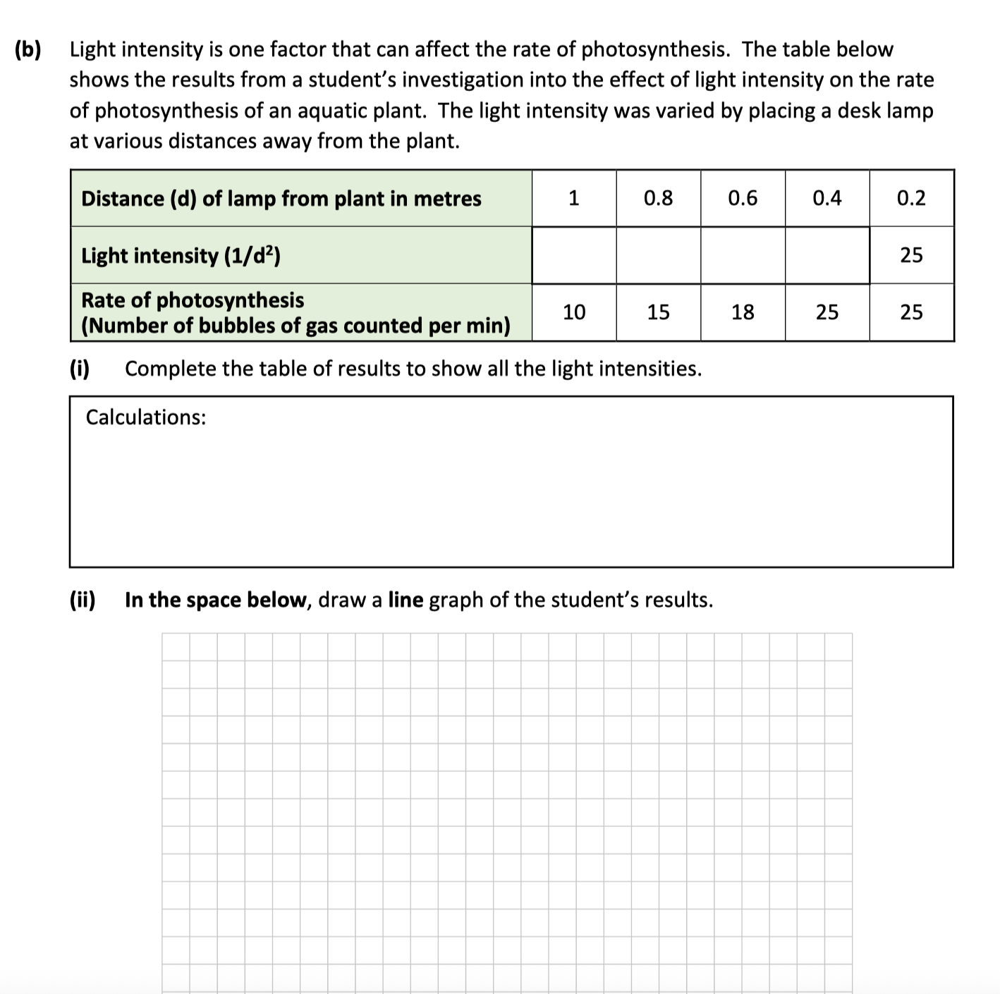 (b) Light intensity is one factor that can affect the rate of photosynthesis. The table below
shows the results from a student’s investigation into the effect of light intensity on the rate
of photosynthesis of an aquatic plant. The light intensity was varied by placing a desk lamp
at various distances away from the plant.
Distance (d) of lamp from plant in metres 1 0.8 0.6 0.4 0.2
Light intensity (1/d²) 25
Rate of photosynthesis
(Number of bubbles of gas counted per min) 10 15 18 25 25
(i) Complete the table of results to show all the light intensities.
Calculations:
(ii) In the space below, draw a line graph of the student’s results.